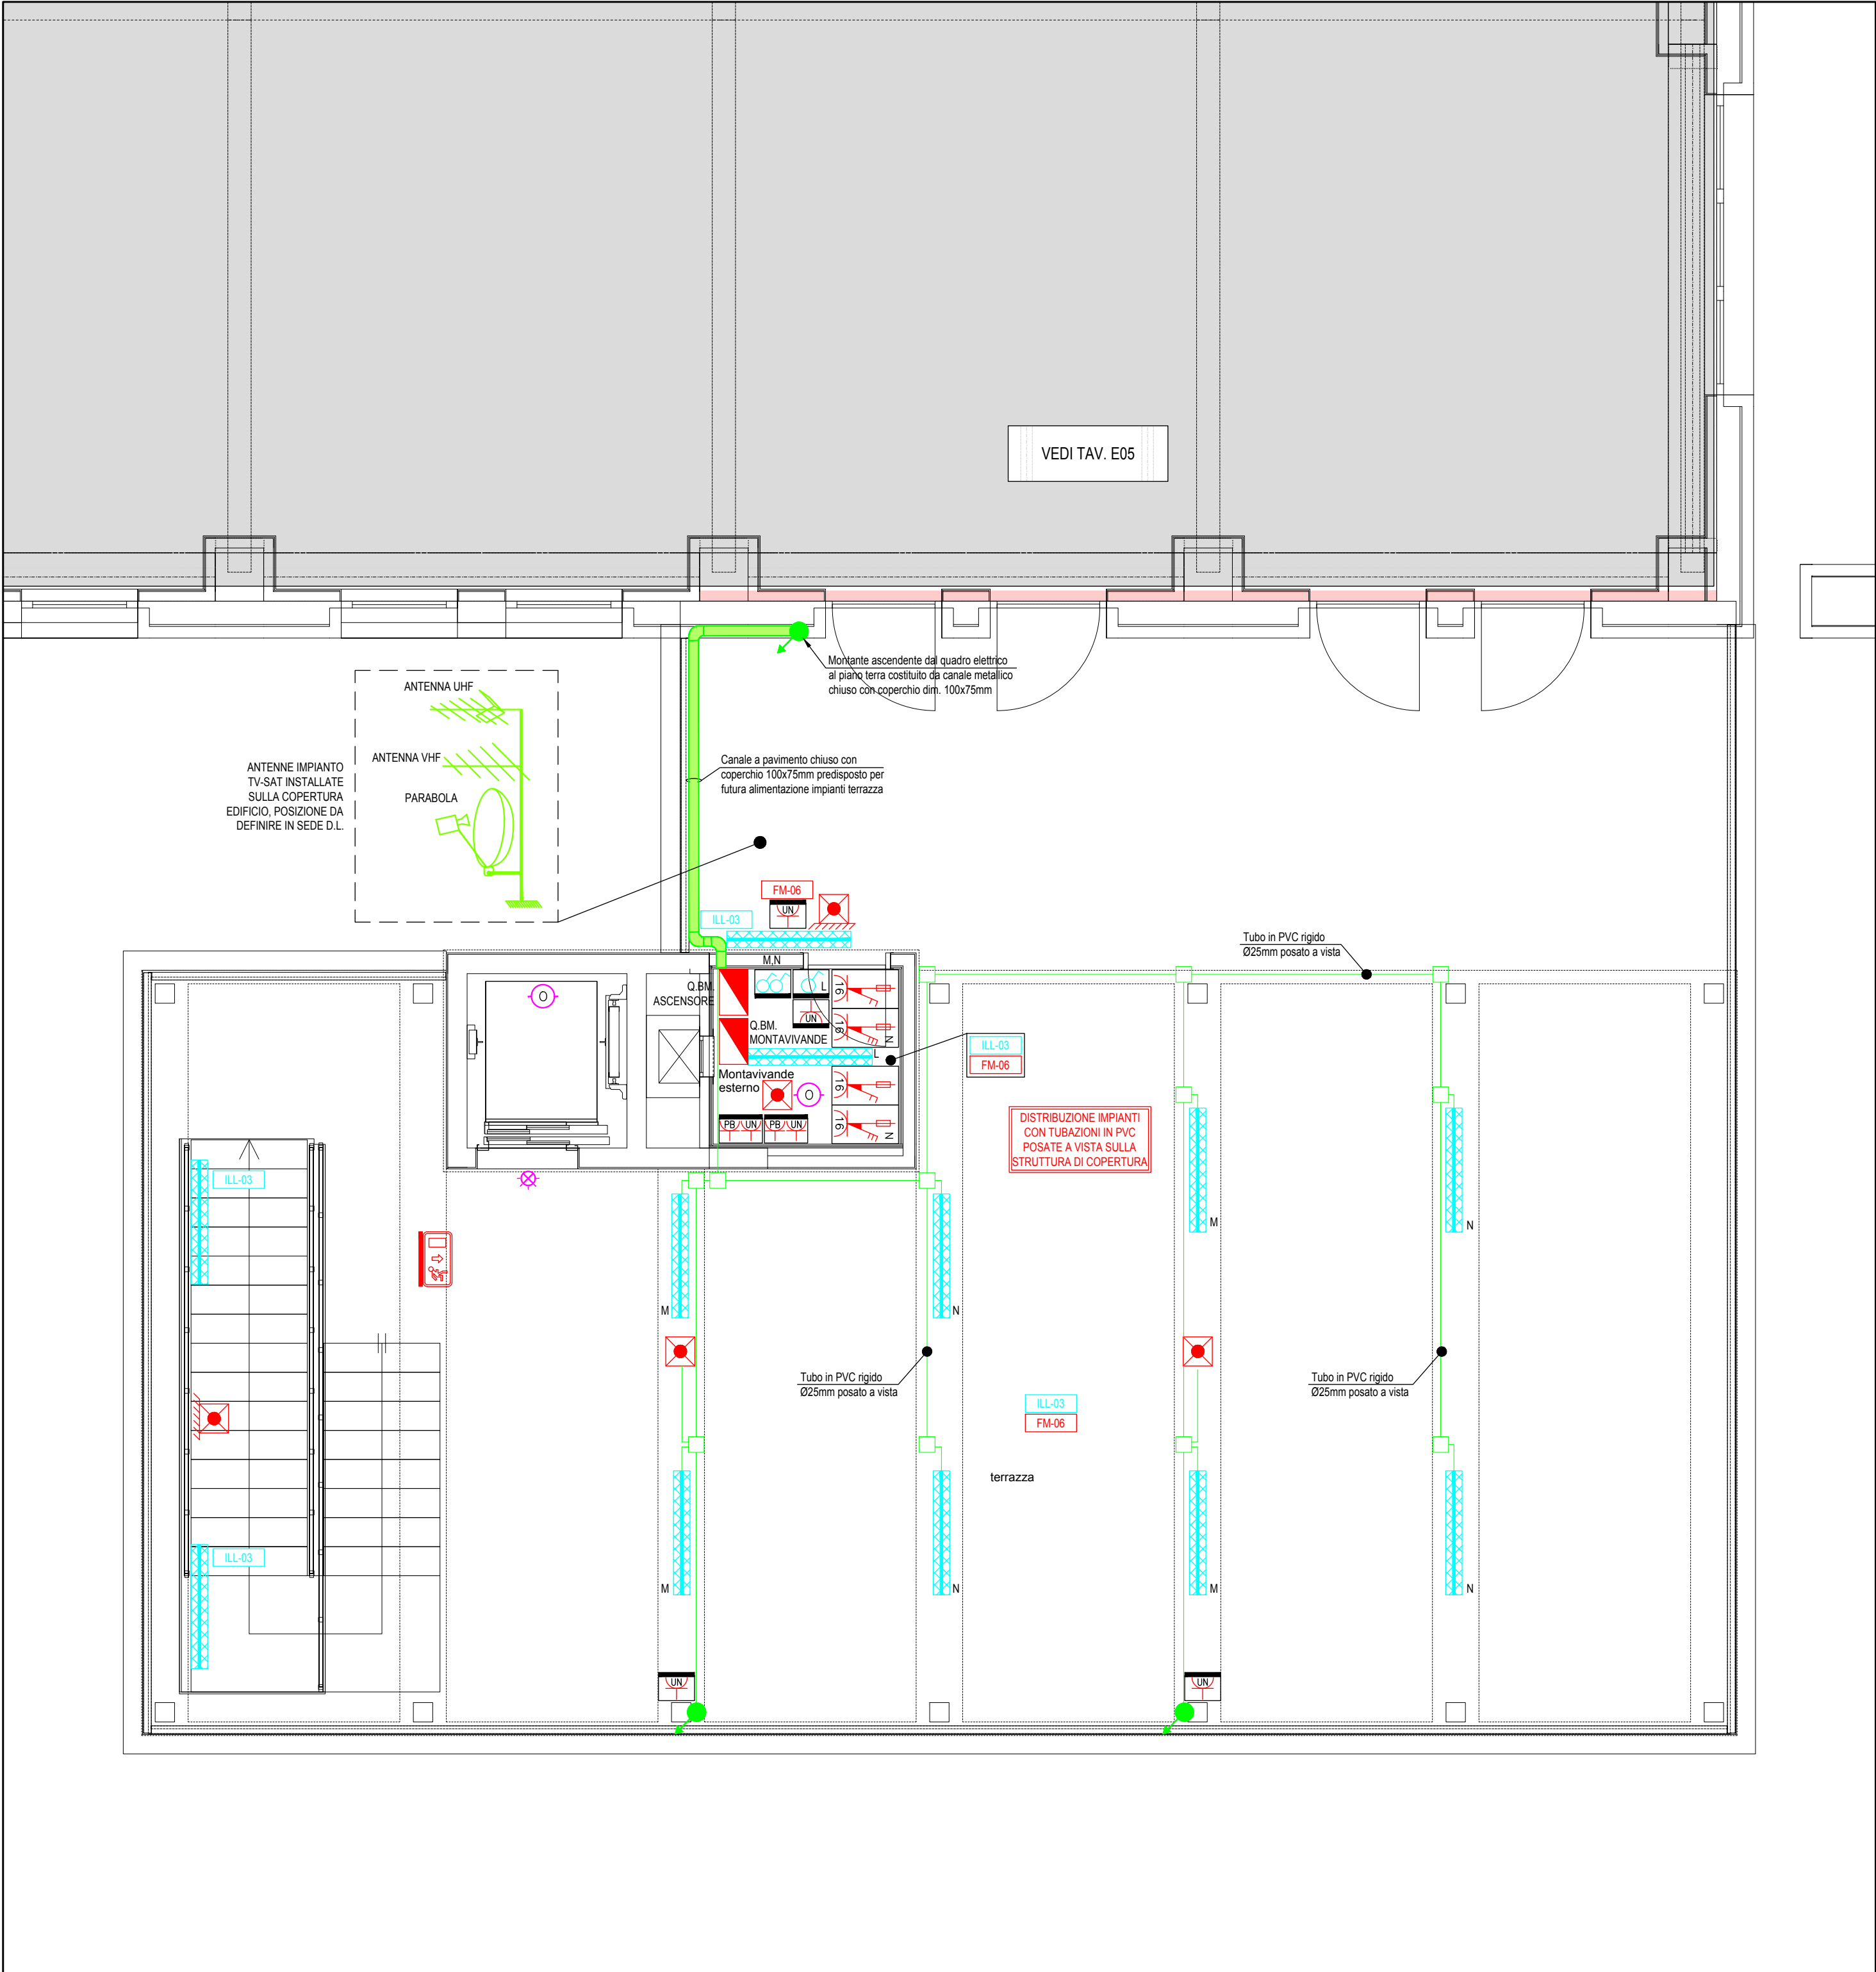 VEDI TAV. E05
Montante ascendente dal quadro elettrico
al piano terra costituito da canale metallico
chiuso con coperchio dim. 100x75mm
ANTENNA UHF
ANTENNA VHF
PARABOLA
ANTENNE IMPIANTO
TV-SAT INSTALLATE
SULLA COPERTURA
EDIFICIO, POSIZIONE DA
DEFINIRE IN SEDE D.L.
Canale a pavimento chiuso con
coperchio 100x75mm predisposto per
futura alimentazione impianti terrazza
FM-06
UN
ILL-03
M,N
Tubo in PVC rigido
Ø25mm posato a vista
Q.BM.
ASCENSORE
L
UN
16
16
N
Q.BM.
MONTAVIVANDE
L
O
Montavivande
esterno
O
16
16
N
PB UN PB UN
ILL-03
FM-06
DISTRIBUZIONE IMPIANTI
CON TUBAZIONI IN PVC
POSATE A VISTA SULLA
STRUTTURA DI COPERTURA
ILL-03
M
N
M
N
Tubo in PVC rigido
Ø25mm posato a vista
Tubo in PVC rigido
Ø25mm posato a vista
ILL-03
FM-06
terrazza
ILL-03
M
N
M
N
UN
UN